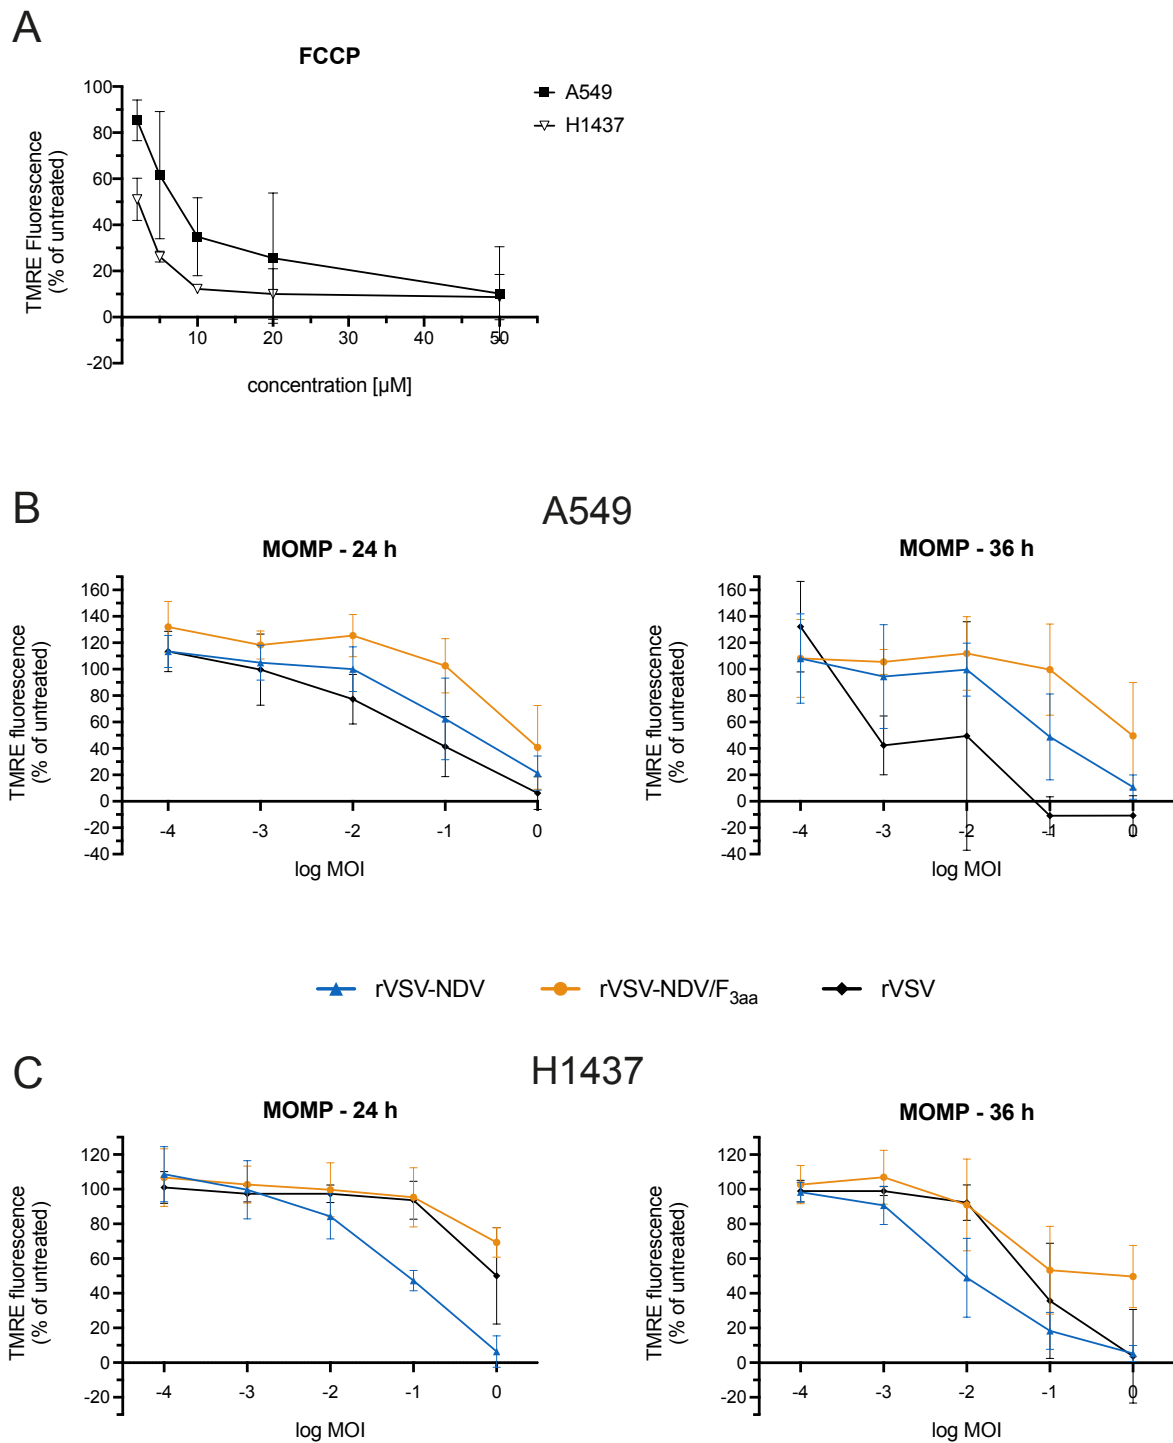 A
FCCP
A549
H1437
TMRE Fluorescence
(% of untreated)
100
80
60
40
20
0
-20
10
20
30
40
50
concentration [µM]
B
A549
MOMP - 24 h
TMRE fluorescence
(% of untreated)
160
140
120
100
80
60
40
20
0
-20
-40
-4
-3
-2
-1
0
log MOI
MOMP - 36 h
TMRE fluorescence
(% of untreated)
160
140
120
100
80
60
40
20
0
-20
-40
-4
-3
-2
-1
0
log MOI
rVSV-NDV
rVSV-NDV/F3aa
rVSV
C
H1437
MOMP - 24 h
TMRE fluorescence
(% of untreated)
120
100
80
60
40
20
0
-20
-4
-3
-2
-1
0
log MOI
MOMP - 36 h
TMRE fluorescence
(% of untreated)
120
100
80
60
40
20
0
-20
-4
-3
-2
-1
0
log MOI